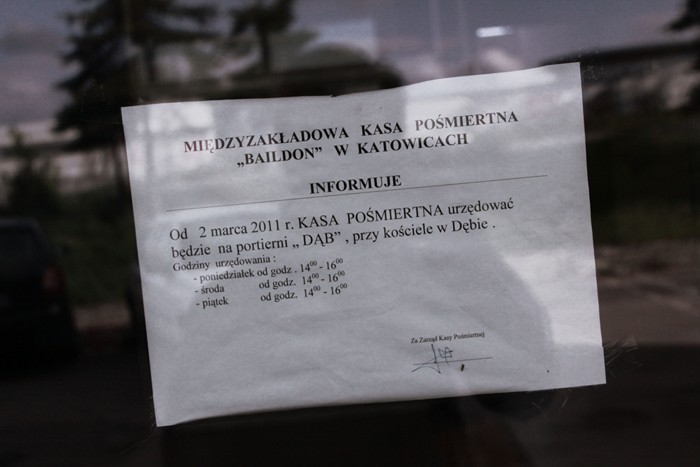 MIĘDZYZAKŁADOWA KASA POŚMIERTNA
„BAILDON” W KATOWICACH
INFORMUJE
Od 2 marca 2011 r. KASA POŚMIERTNA urzędować
będzie na portierni „ DĄB” , przy kościele w Dębie .
Godziny urzędowania :
- poniedziałek od godz . 14⁰⁰ - 16⁰⁰
- środa od godz. 14⁰⁰ - 16⁰⁰
- piątek od godz. 14⁰⁰ - 16⁰⁰
Za Zarząd Kasy Pośmiertnej